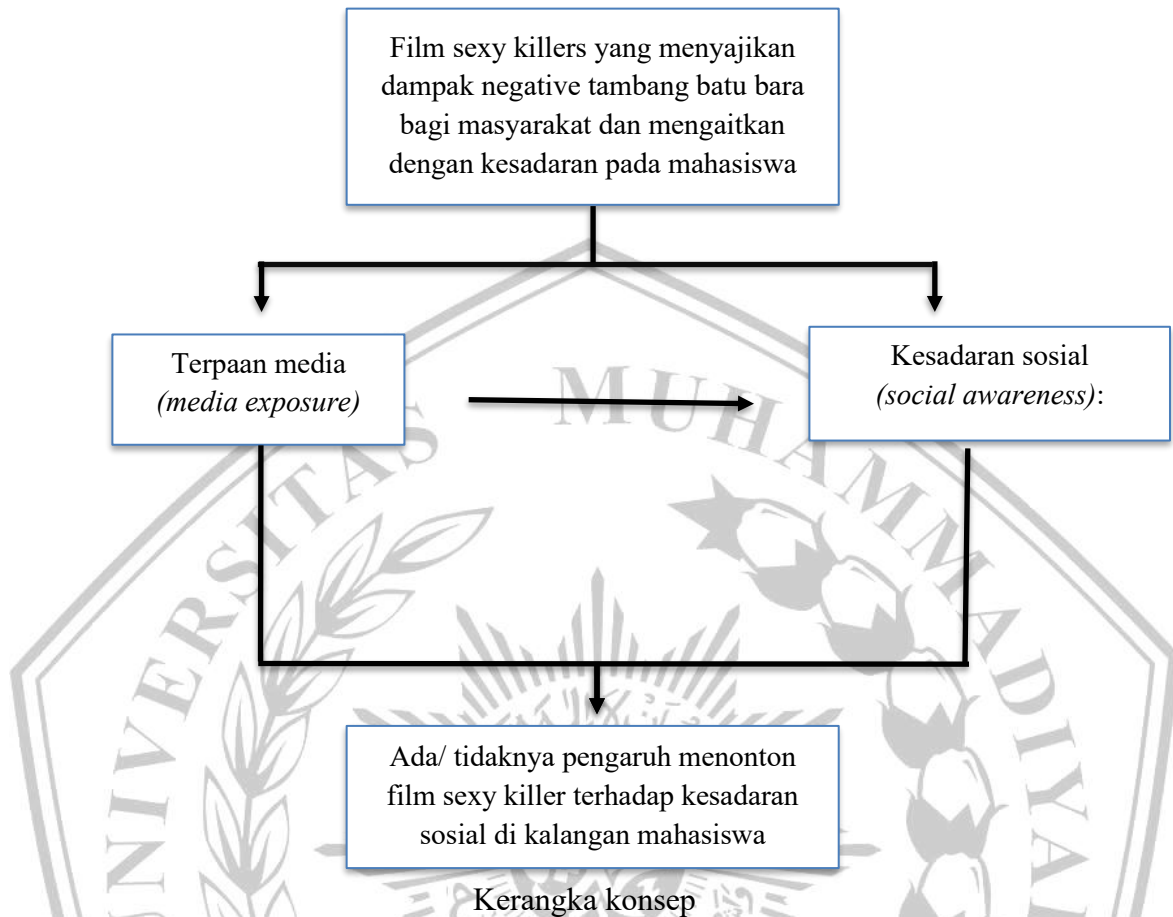 Film sexy killers yang menyajikan
dampak negative tambang batu bara
bagi masyarakat dan mengaitkan
dengan kesadaran pada mahasiswa
Terpaan media
(media exposure)
Kesadaran sosial
(social awareness):
UNIVERSITAS MUHAMMADIYAH
Ada/ tidaknya pengaruh menonton
film sexy killer terhadap kesadaran
sosial di kalangan mahasiswa
Kerangka konsep